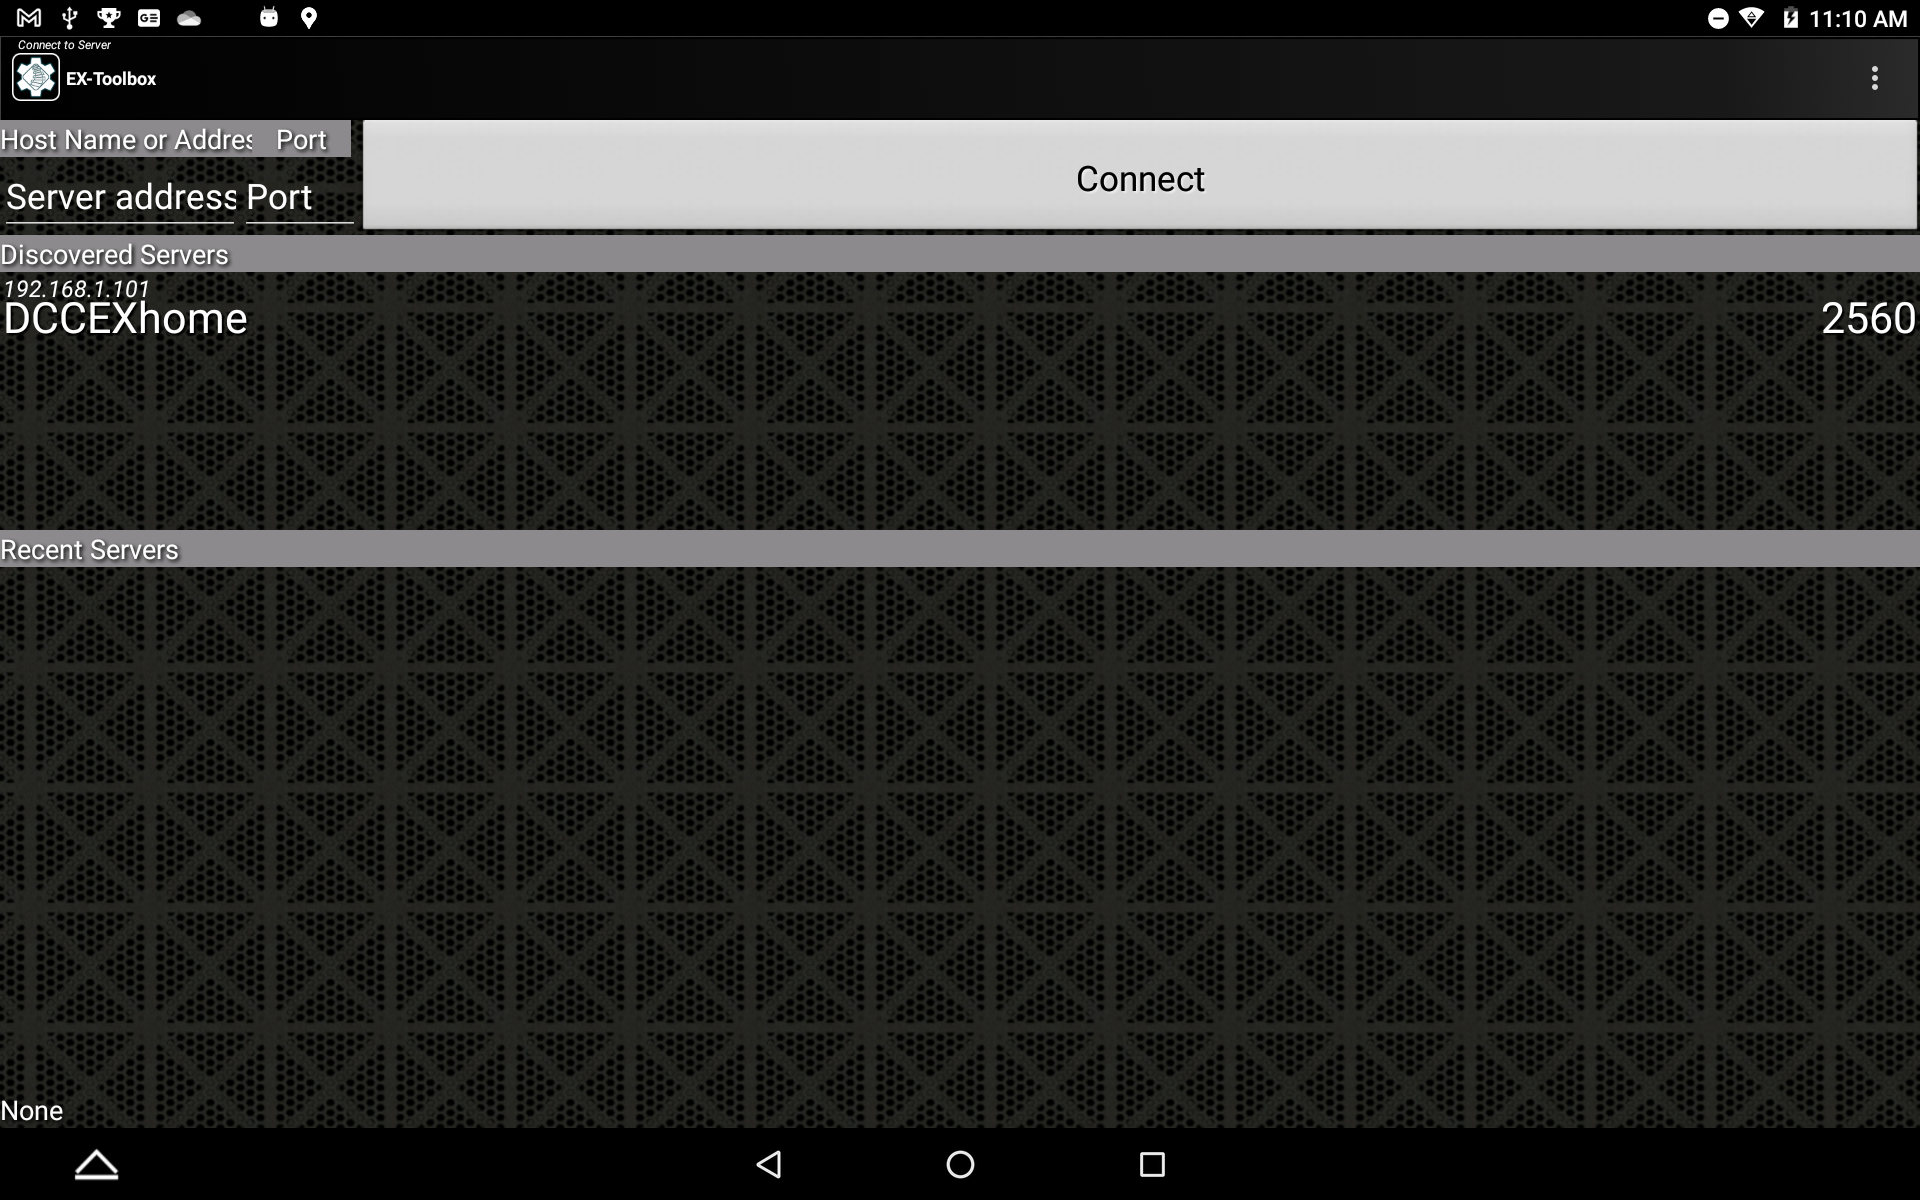 11:10 AM
Connect to Server
EX-Toolbox
Host Name or Addres
Port
Server address
Port
Connect
Discovered Servers
192.168.1.101
DCCEXhome
2560
Recent Servers
None